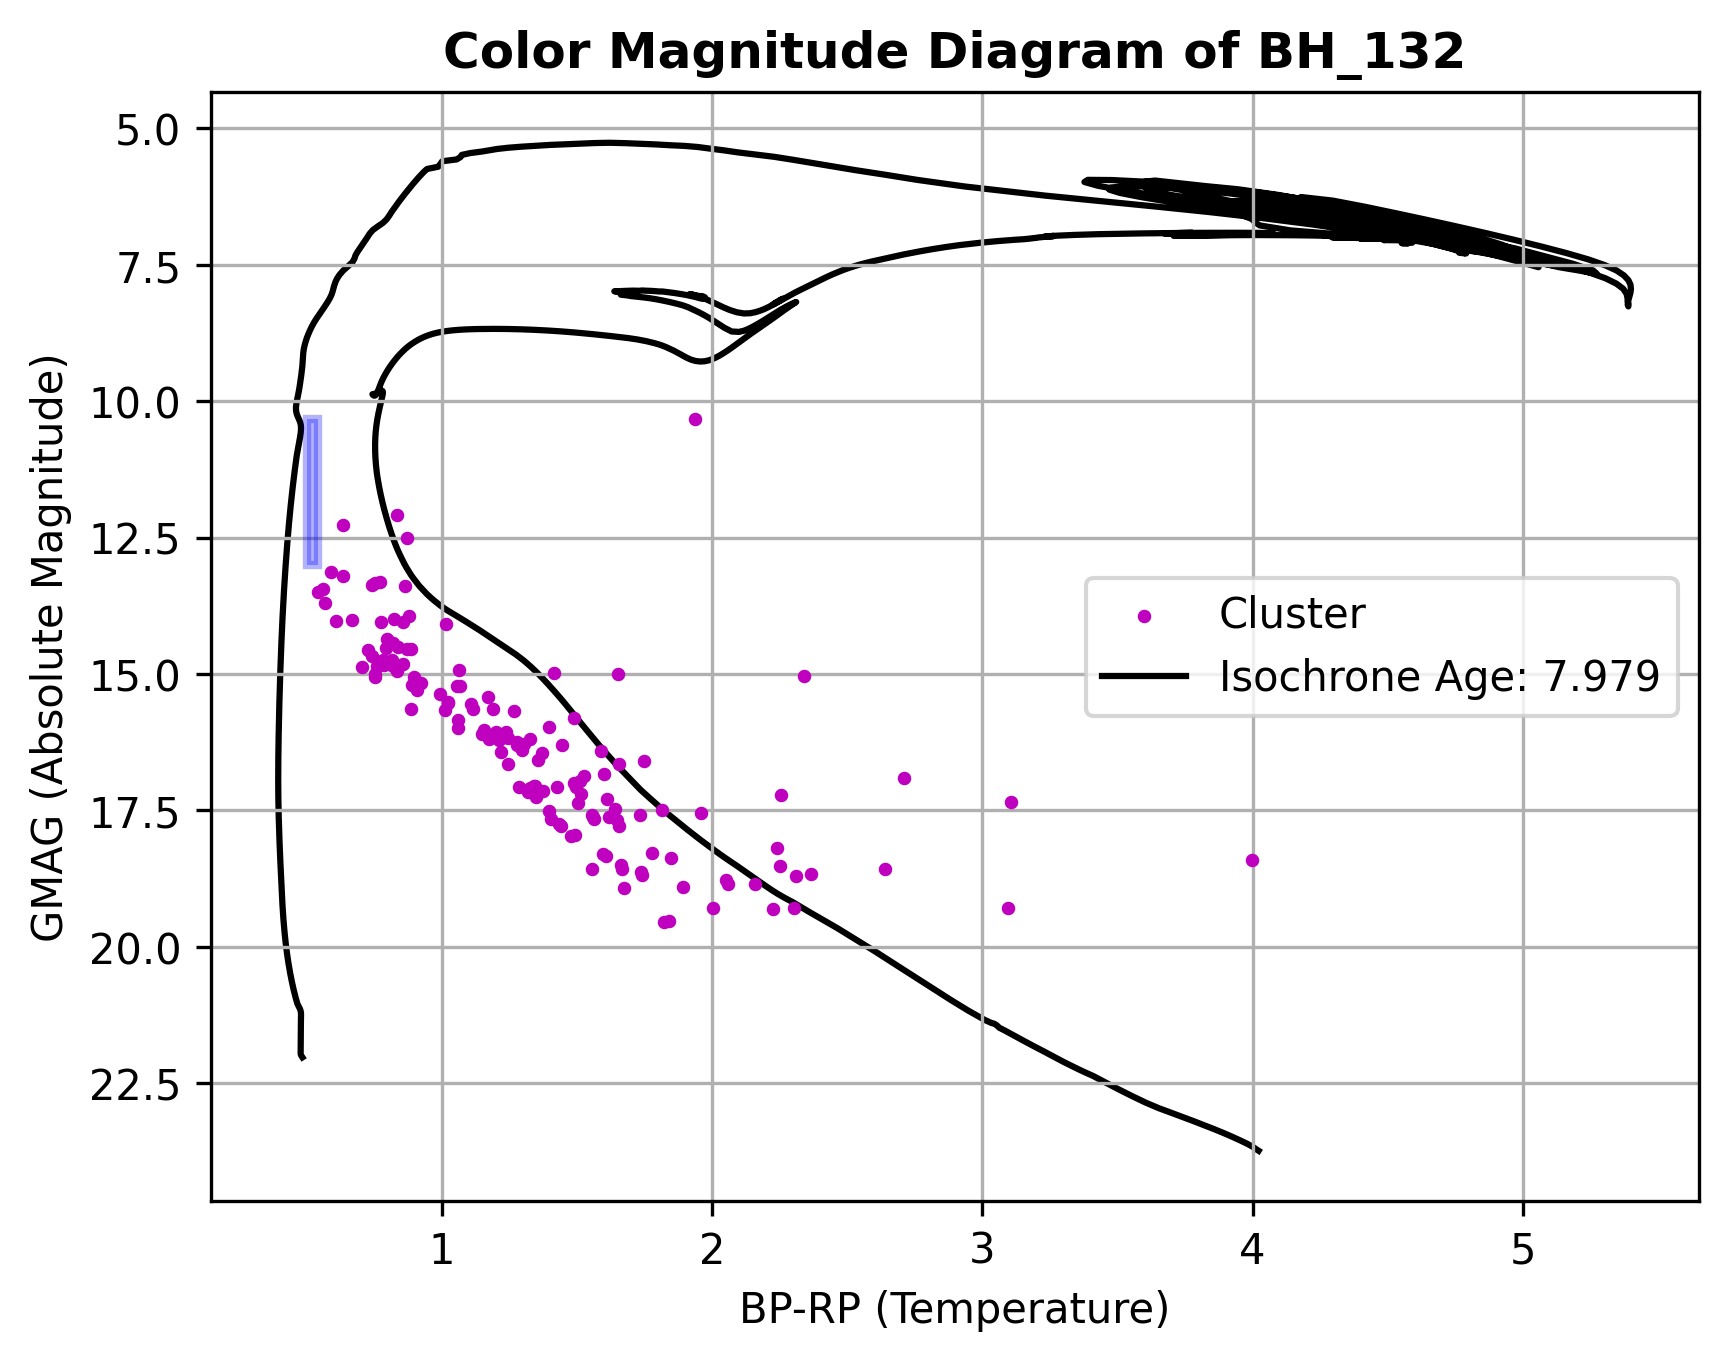 Color Magnitude Diagram of BH_132
5.0
7.5
10.0
12.5
15.0
17.5
20.0
22.5
GMAG (Absolute Magnitude)
Cluster
Isochrone Age: 7.979
1 2 3 4 5
BP-RP (Temperature)